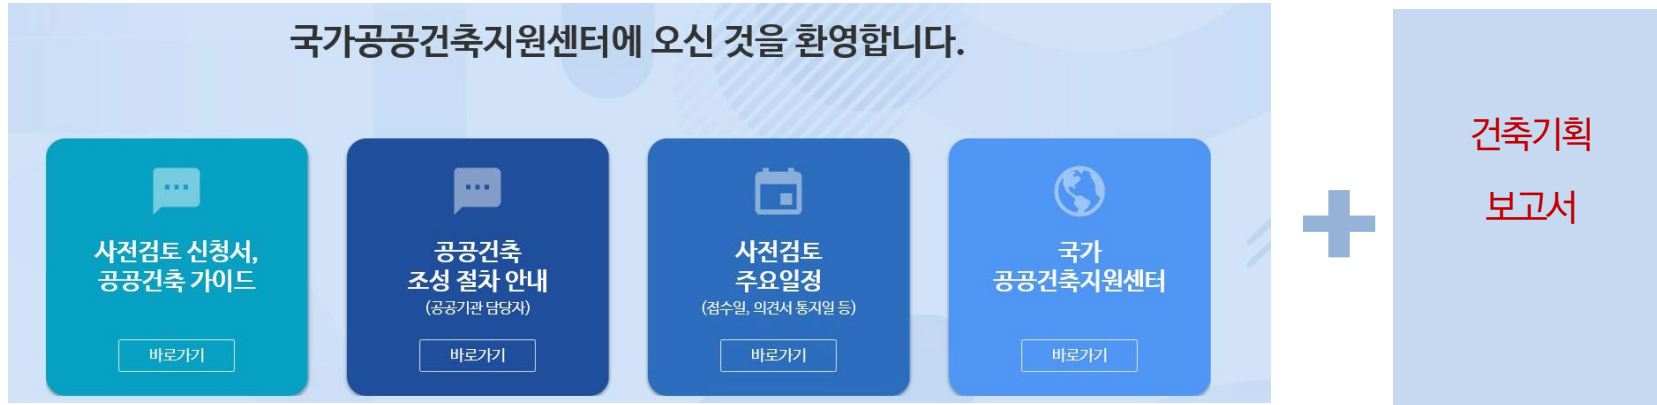 국가공공건축지원센터에 오신 것을 환영합니다.
사전검토 신청서,
공공건축 가이드
바로가기
공공건축
조성 절차 안내
(공공기관 담당자)
바로가기
사전검토
주요일정
(접수일, 의견서 통지일 등)
바로가기
국가
공공건축지원센터
바로가기
건축기획
보고서